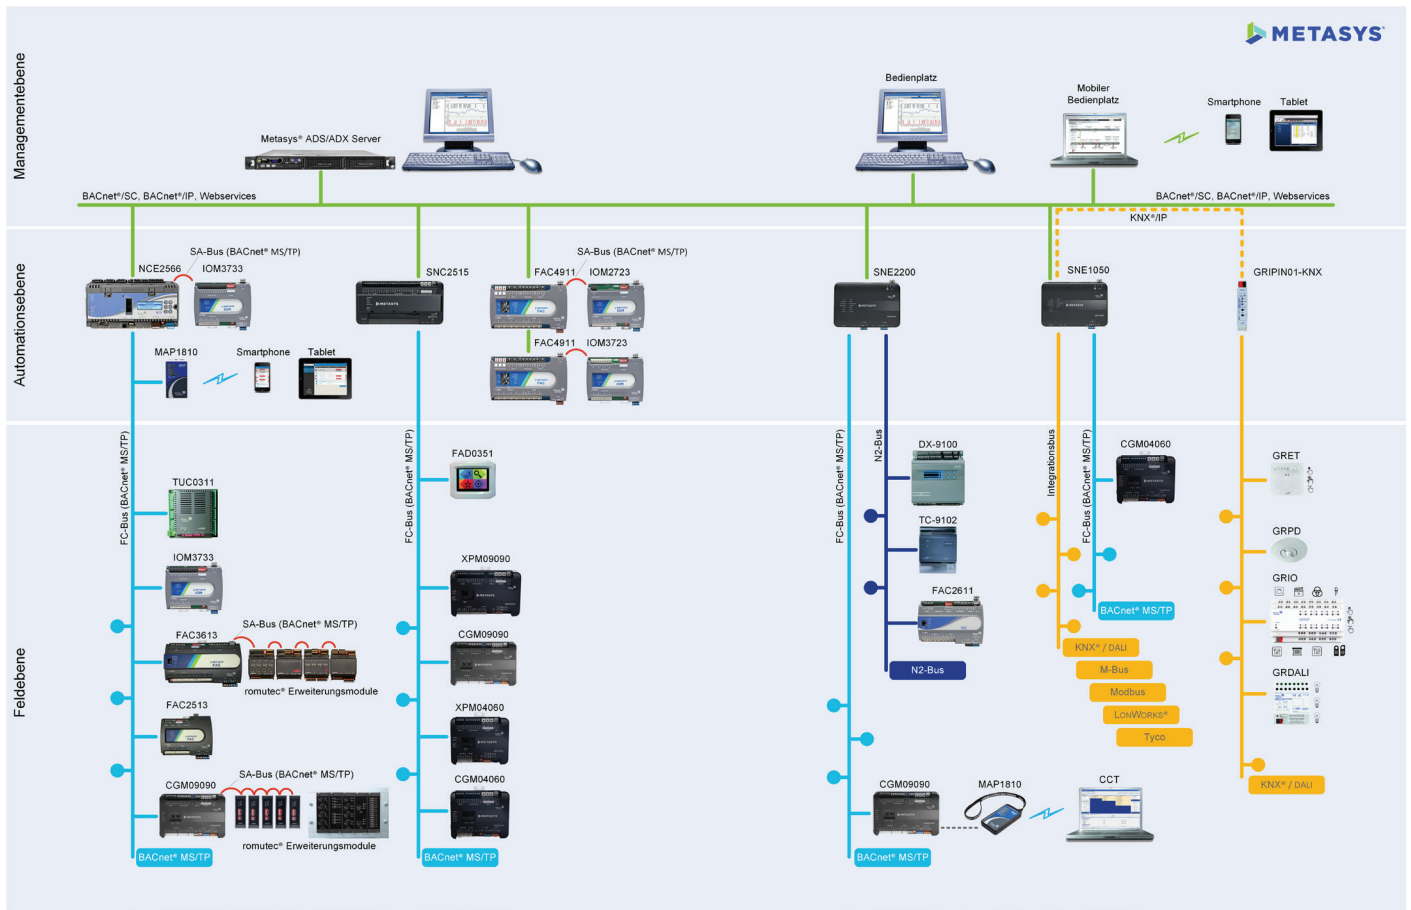 METASYS®
Managementebene
Metasys® ADS/ADX Server
Bedienplatz
Mobiler
Bedienplatz
Smartphone
Tablet
BACnet®/SC, BACnet®/IP, Webservices
BACnet®/SC, BACnet®/IP, Webservices
KNX®/IP
Automationsebene
SA-Bus (BACnet® MS/TP)
NCE2566
IOM3733
SNC2515
SA-Bus (BACnet® MS/TP)
FAC4911
IOM2723
SNE2200
SNE1050
GRIPIN01-KNX
METASYS
METASYS
METASYS
FAC4911
IOM3723
MAP1810
Smartphone
Tablet
Feldebene
FC-Bus (BACnet® MS/TP)
TUC0311
IOM3733
SA-Bus (BACnet® MS/TP)
FAC3613
romutec® Erweiterungsmodule
FAC2513
SA-Bus (BACnet® MS/TP)
CGM09090
romutec® Erweiterungsmodule
BACnet® MS/TP
FC-Bus (BACnet® MS/TP)
FAD0351
XPM09090
CGM09090
XPM04060
CGM04060
BACnet® MS/TP
FC-Bus (BACnet® MS/TP)
N2-Bus
DX-9100
TC-9102
FAC2611
N2-Bus
CGM09090
MAP1810
CCT
BACnet® MS/TP
Integrationsbus
FC-Bus (BACnet® MS/TP)
CGM04060
BACnet® MS/TP
KNX® / DALI
M-Bus
Modbus
LONWORKS®
Tyco
GRET
GRPD
GRIO
GRDALI
KNX® / DALI